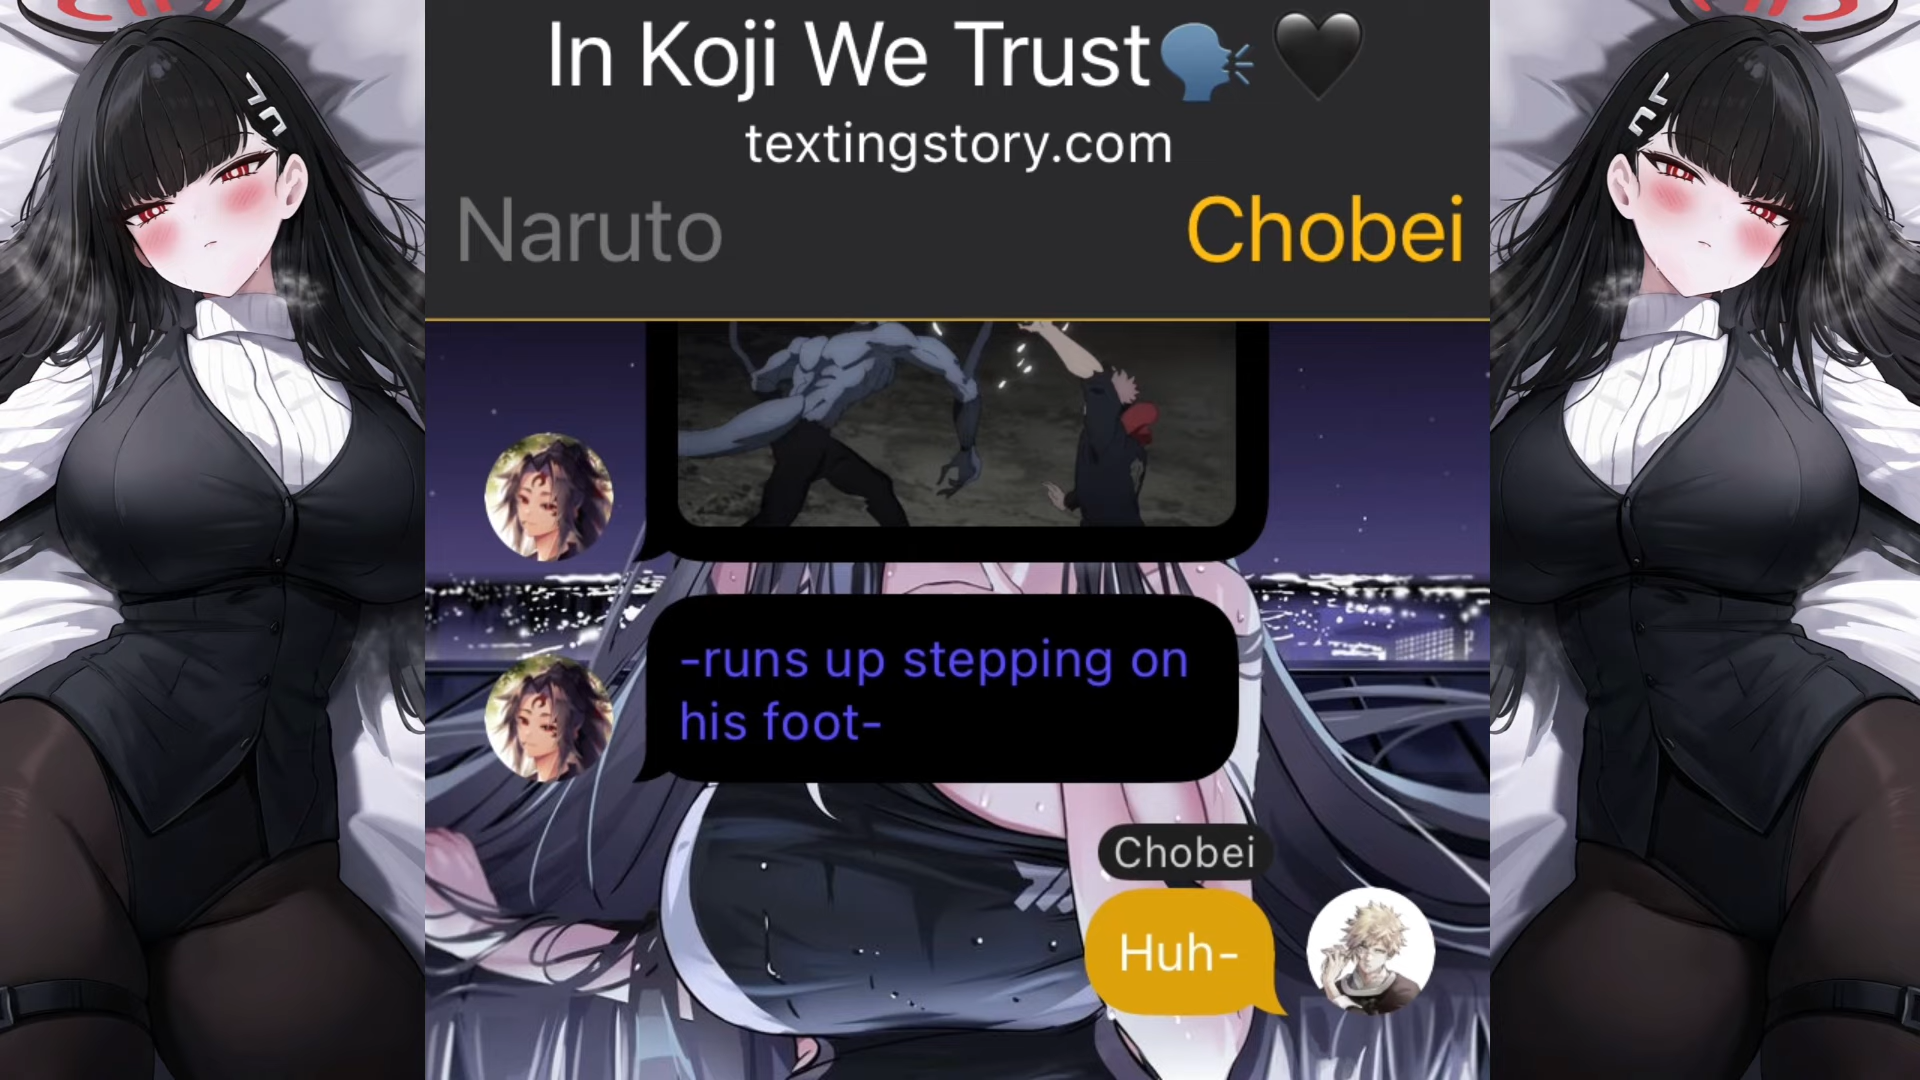 In Koji We Trust🗣️🖤
textingstory.com
Naruto
Chobei
-runs up stepping on
his foot-
Chobei
Huh-